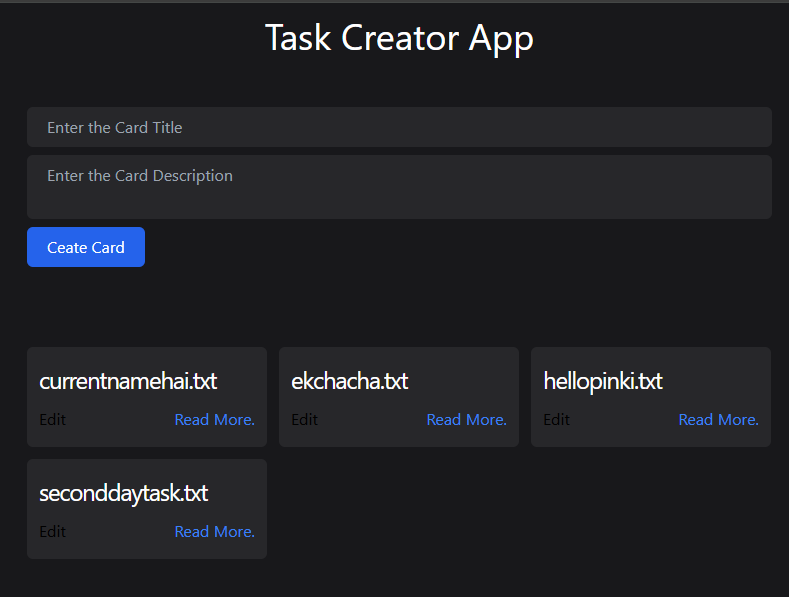 Task Creator App
Enter the Card Title
Enter the Card Description
Ceate Card
currentnamehai.txt
Edit Read More.
ekchacha.txt
Edit Read More.
hellopinki.txt
Edit Read More.
seconddaytask.txt
Edit Read More.